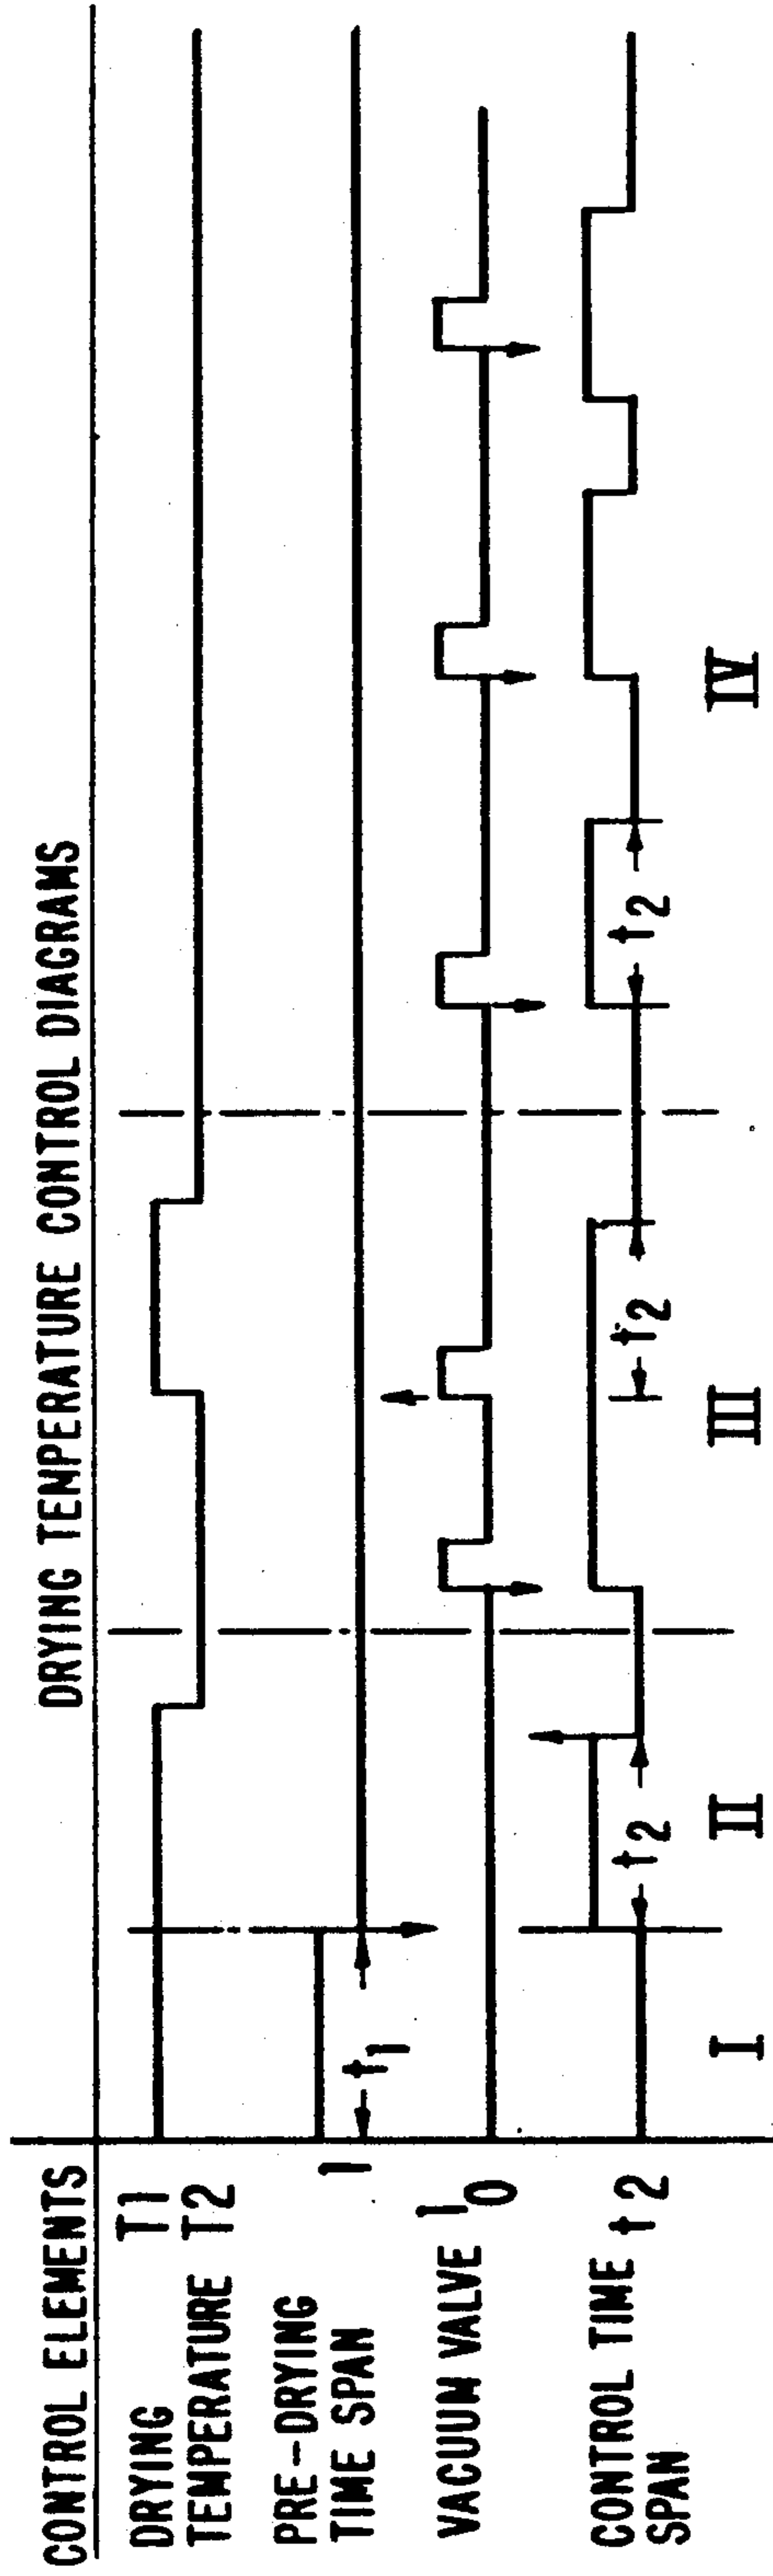 DRYING TENPERATURE CONTROL DIAGRAMS
CONTROL ELEMENTS
DRYING T1
TEMPERATURE T2
PRE-DRYING
TIME SPAN 1
VACUUM VALVE 1
0
CONTROL TIME t2
SPAN
t1
t2
t2
t2
I
II
III
IV